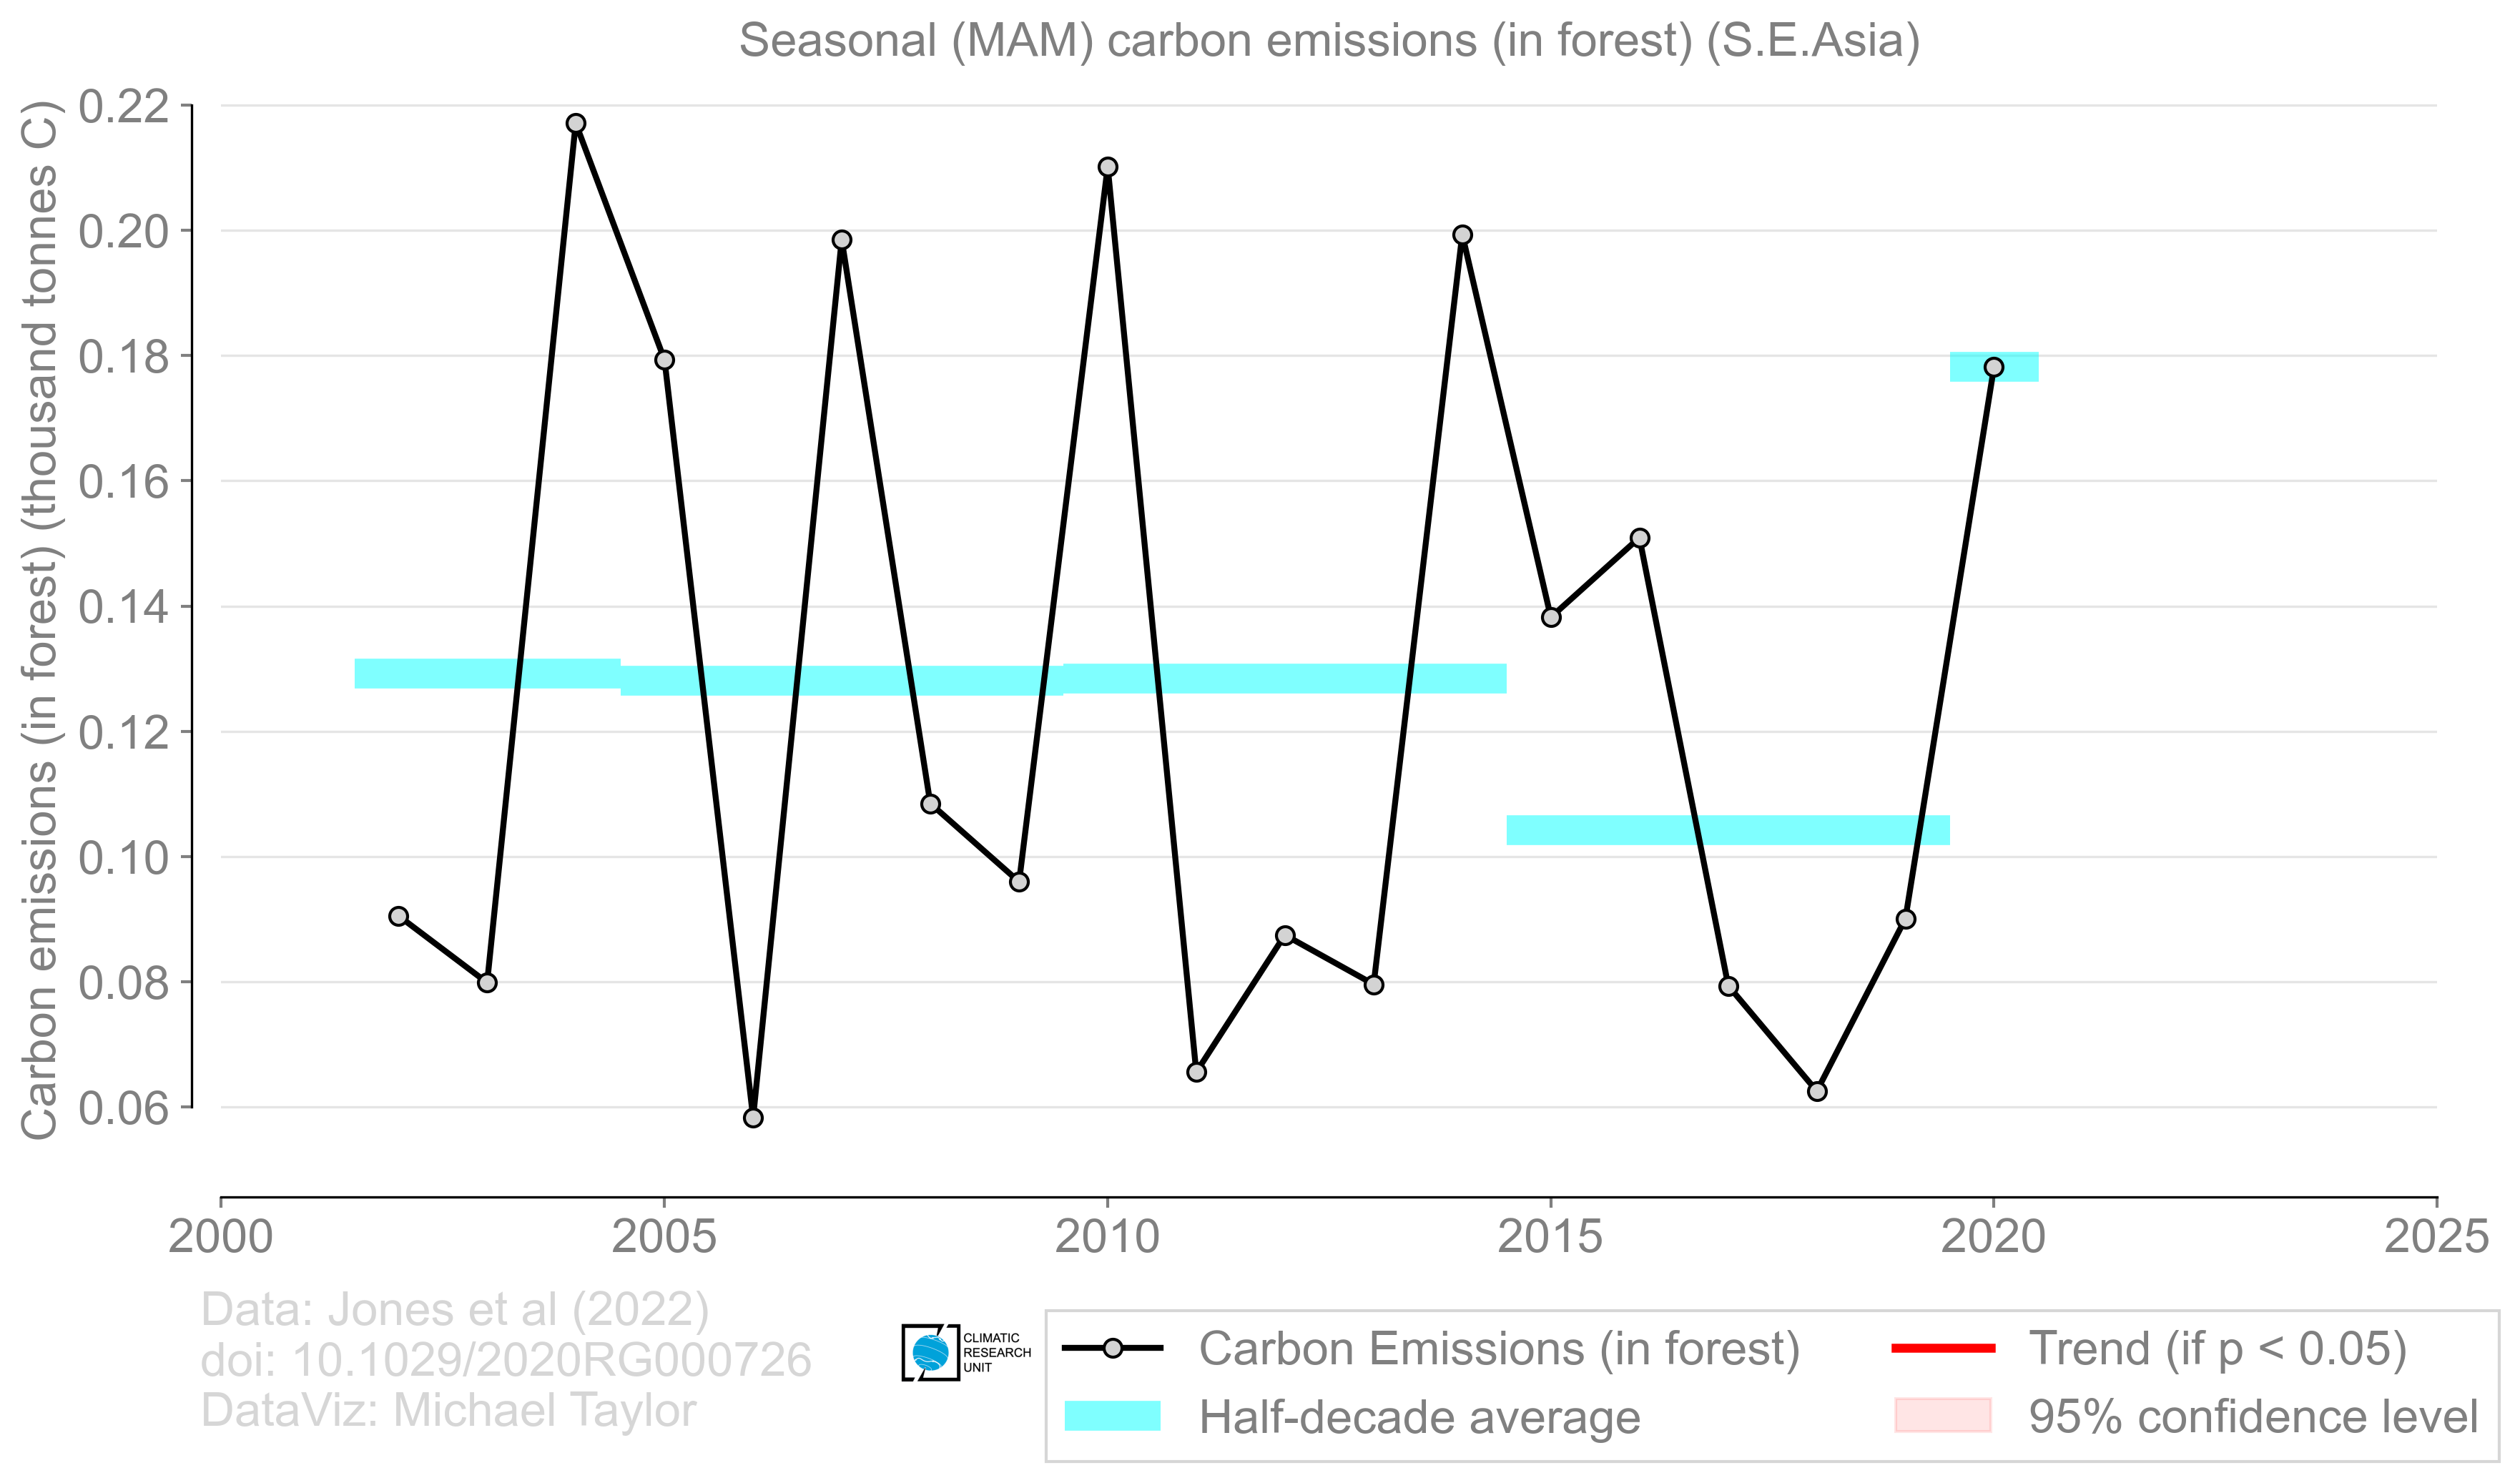 Seasonal (MAM) carbon emissions (in forest) (S.E.Asia)
Carbon emissions (in forest) (thousand tonnes C)
0.22
0.20
0.18
0.16
0.14
0.12
0.10
0.08
0.06
2000
2005
2010
2015
2020
2025
Data: Jones et al (2022)
doi: 10.1029/2020RG000726
DataViz: Michael Taylor
CLIMATIC
RESEARCH
UNIT
Carbon Emissions (in forest)
Half-decade average
Trend (if p < 0.05)
95% confidence level